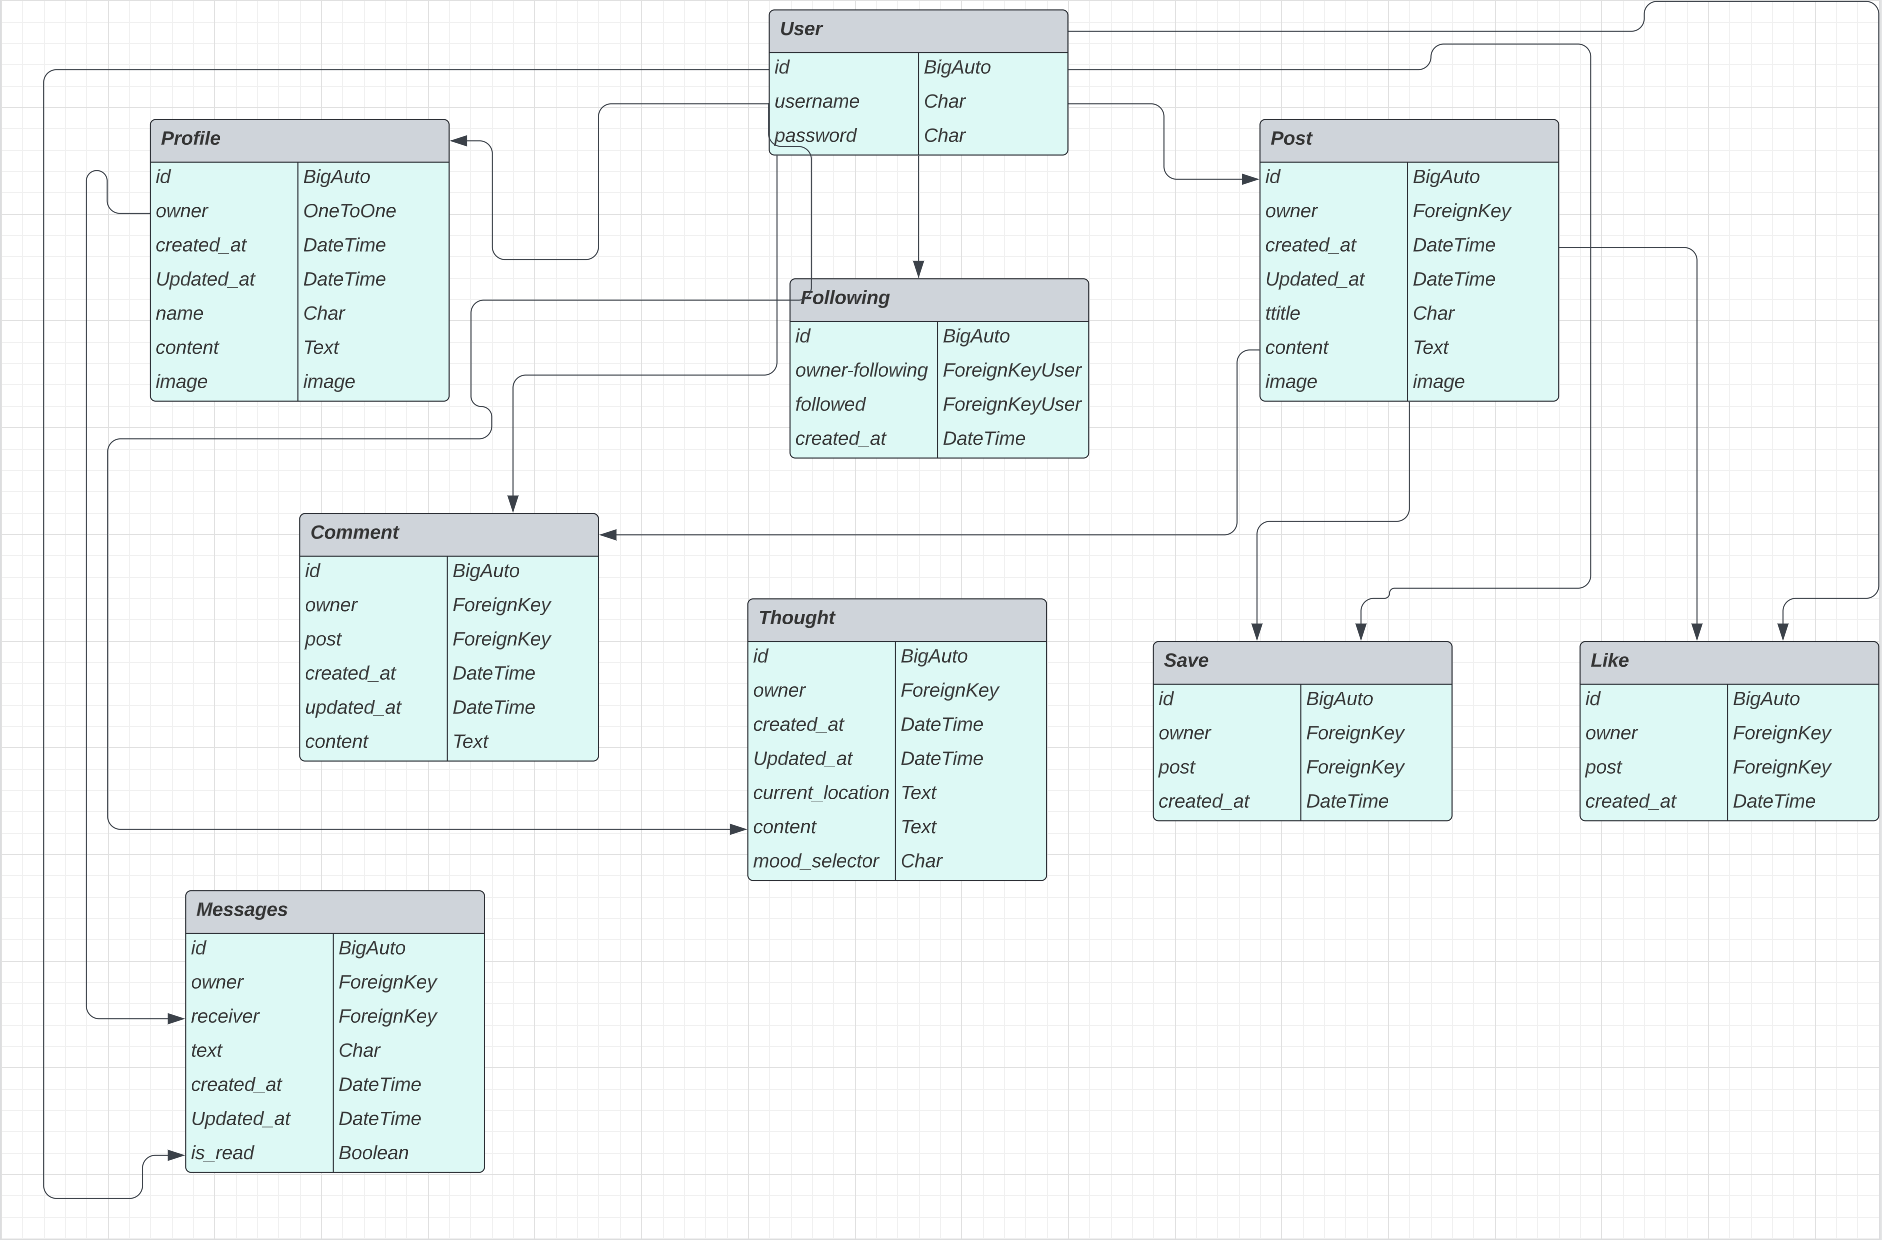 User
id BigAuto
username Char
password Char
Profile
id BigAuto
owner OneToOne
created_at DateTime
Updated_at DateTime
name Char
content Text
image image
Post
id BigAuto
owner ForeignKey
created_at DateTime
Updated_at DateTime
ttitle Char
content Text
image image
Following
id BigAuto
owner-following ForeignKeyUser
followed ForeignKeyUser
created_at DateTime
Comment
id BigAuto
owner ForeignKey
post ForeignKey
created_at DateTime
updated_at DateTime
content Text
Thought
id BigAuto
owner ForeignKey
created_at DateTime
Updated_at DateTime
current_location Text
content Text
mood_selector Char
Save
id BigAuto
owner ForeignKey
post ForeignKey
created_at DateTime
Like
id BigAuto
owner ForeignKey
post ForeignKey
created_at DateTime
Messages
id BigAuto
owner ForeignKey
receiver ForeignKey
text Char
created_at DateTime
Updated_at DateTime
is_read Boolean